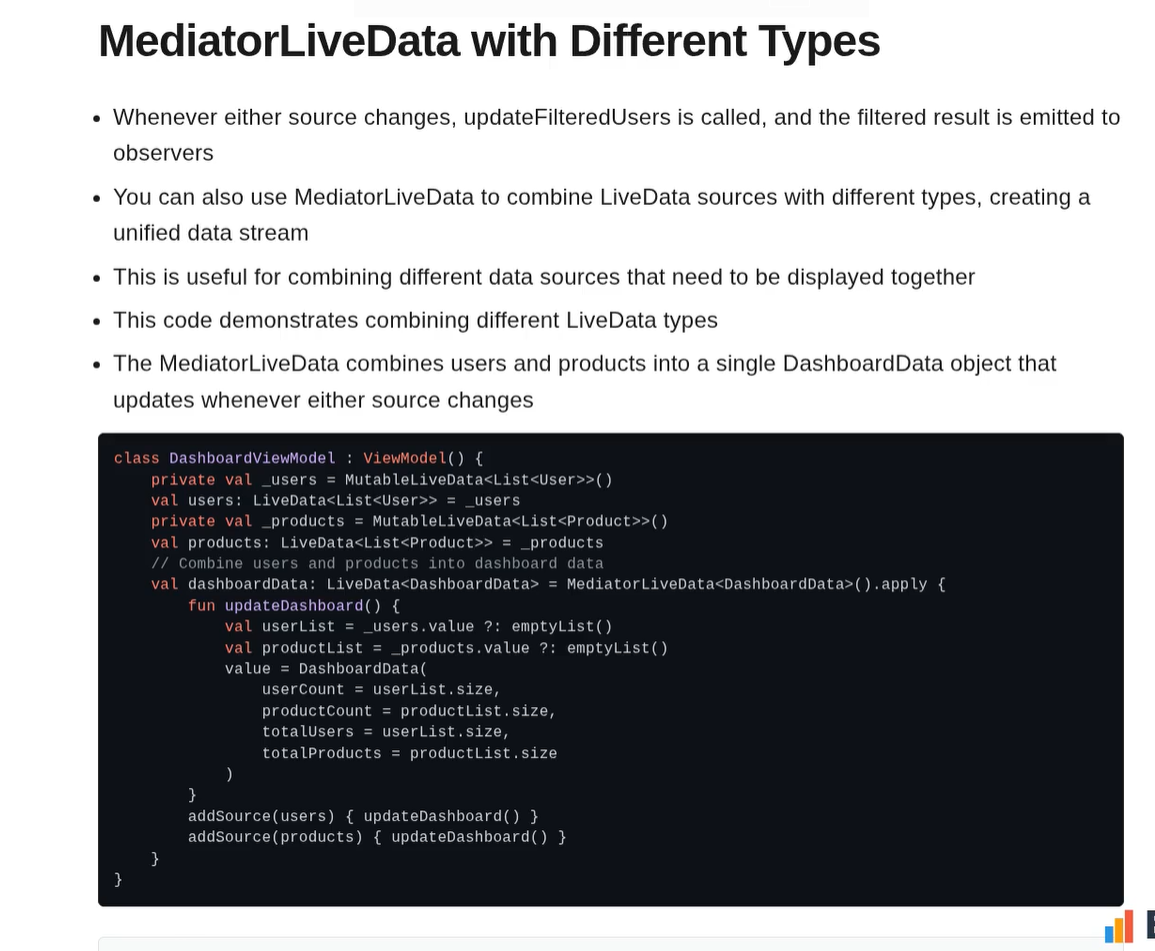 MediatorLiveData with Different Types
• Whenever either source changes, updateFilteredUsers is called, and the filtered result is emitted to
observers
• You can also use MediatorLiveData to combine LiveData sources with different types, creating a
unified data stream
• This is useful for combining different data sources that need to be displayed together
• This code demonstrates combining different LiveData types
• The MediatorLiveData combines users and products into a single DashboardData object that
updates whenever either source changes
class DashboardViewModel : ViewModel() {
    private val _users = MutableLiveData<List<User>>()
    val users: LiveData<List<User>> = _users
    private val _products = MutableLiveData<List<Product>>()
    val products: LiveData<List<Product>> = _products
    // Combine users and products into dashboard data
    val dashboardData: LiveData<DashboardData> = MediatorLiveData<DashboardData>().apply {
        fun updateDashboard() {
            val userList = _users.value ?: emptyList()
            val productList = _products.value ?: emptyList()
            value = DashboardData(
                userCount = userList.size,
                productCount = productList.size,
                totalUsers = userList.size,
                totalProducts = productList.size
            )
        }
        addSource(users) { updateDashboard() }
        addSource(products) { updateDashboard() }
    }
}